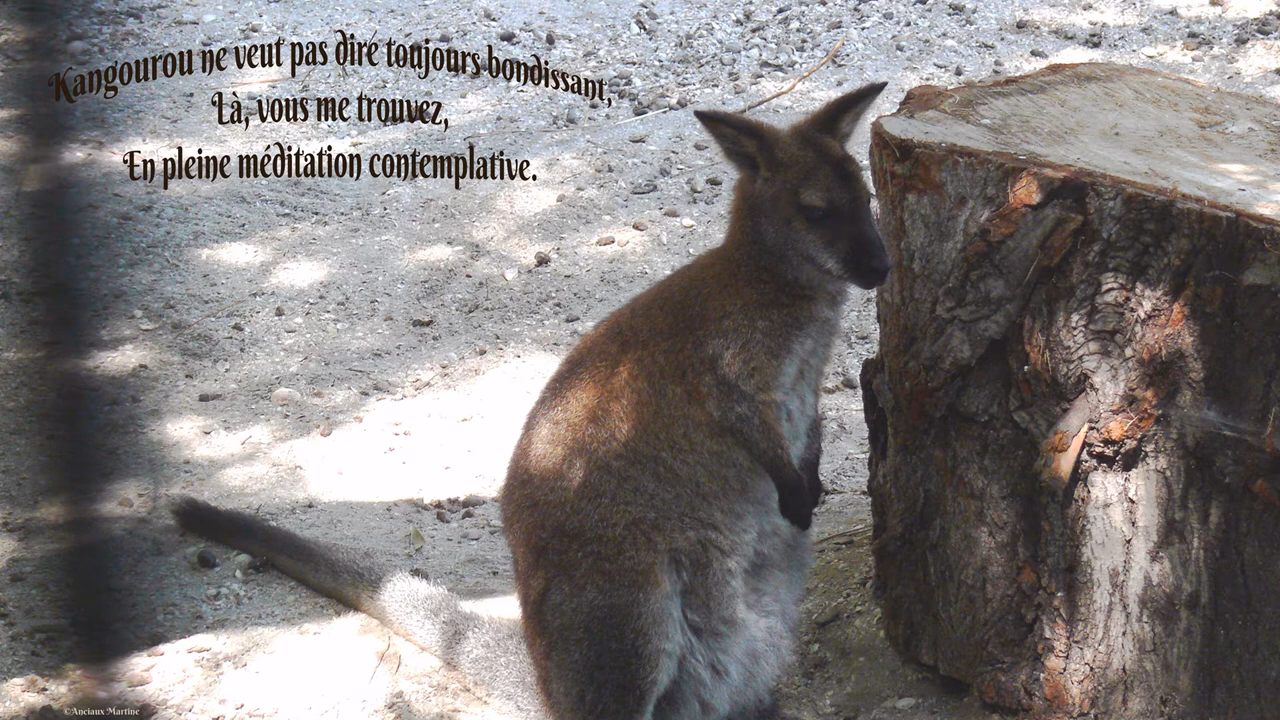 Kangourou ne veut pas dire toujours bondissant,
Là, vous me trouvez,
En pleine méditation contemplative.
©Anciaux Martine